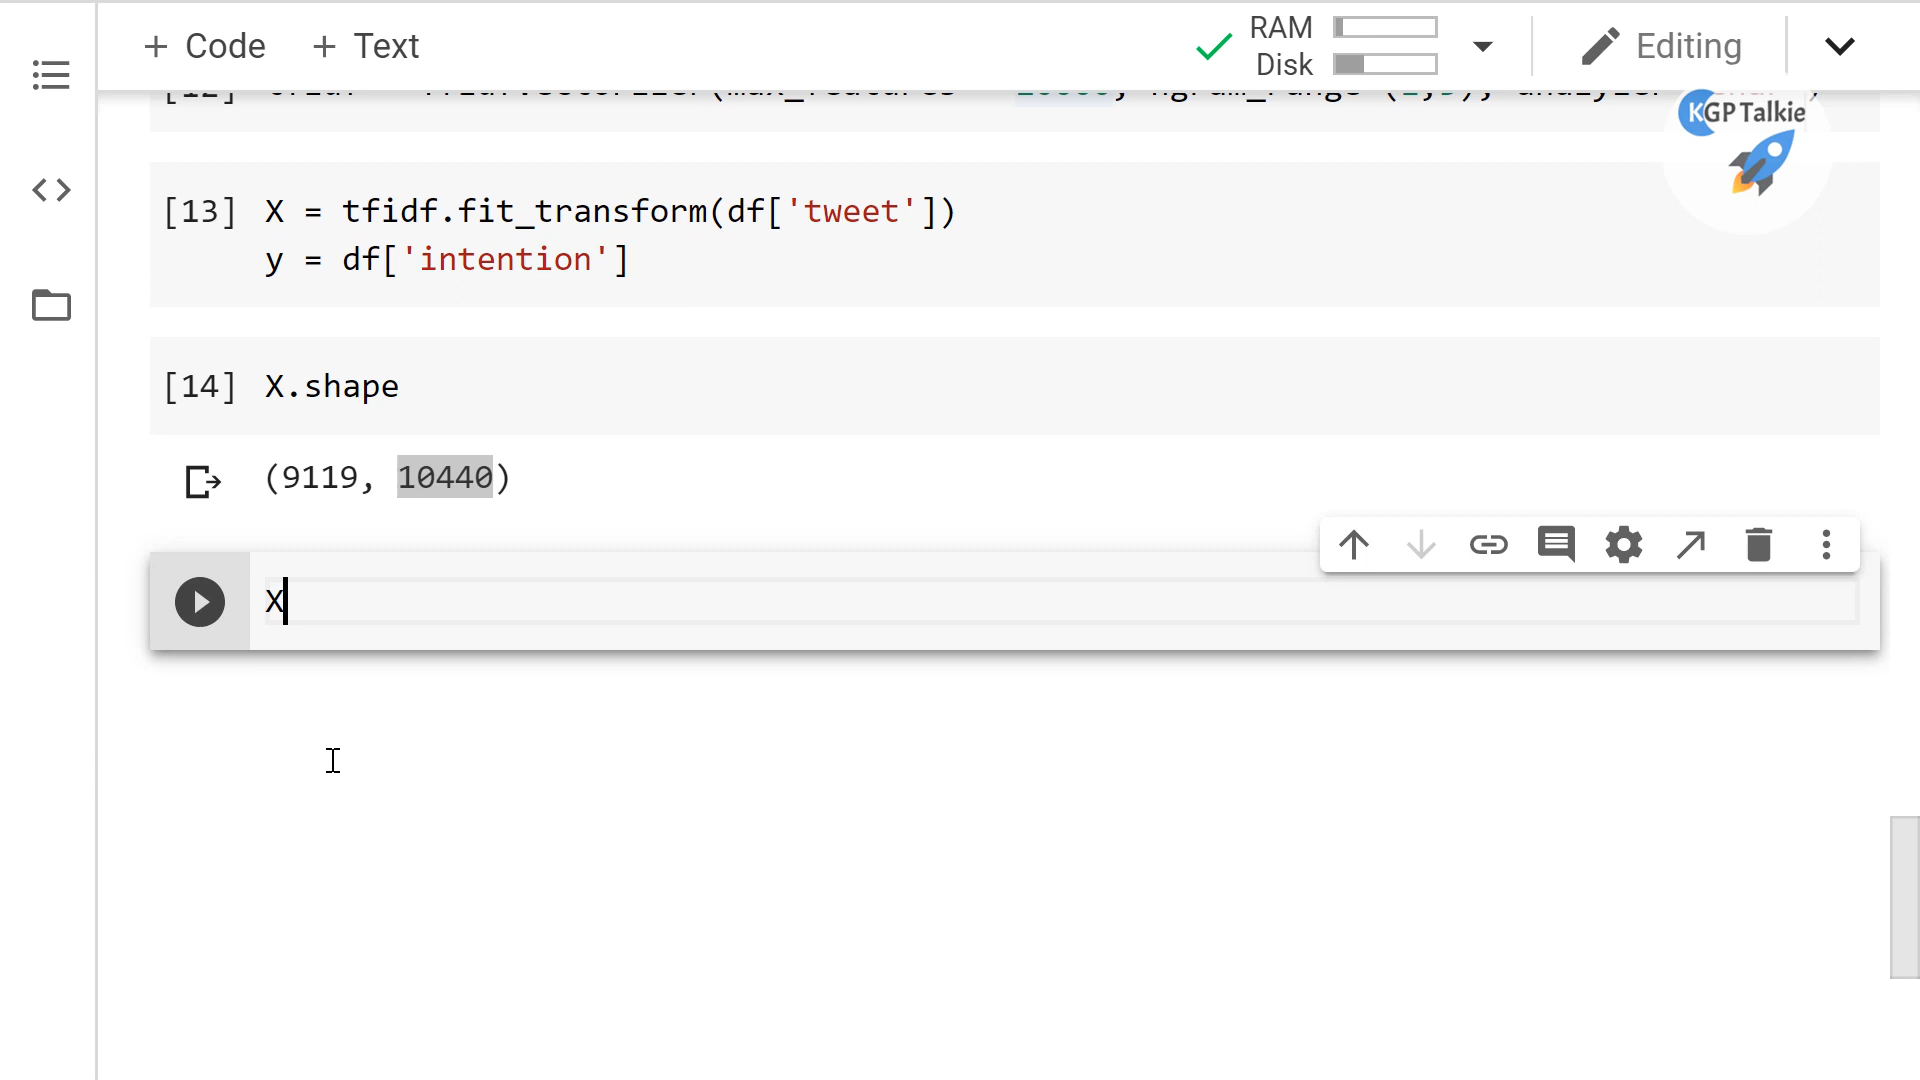 + Code + Text
RAM
Disk
Editing
KGP Talkie
[13] X = tfidf.fit_transform(df['tweet'])
y = df['intention']
[14] X.shape
(9119, 10440)
X